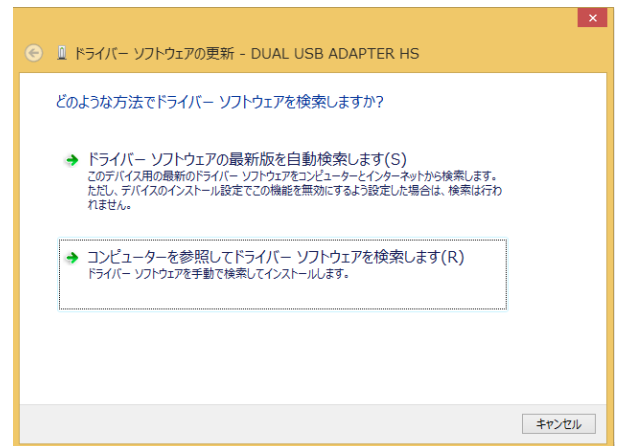 ドライバー ソフトウェアの更新 - DUAL USB ADAPTER HS
どのような方法でドライバー ソフトウェアを検索しますか?
ドライバー ソフトウェアの最新版を自動検索します(S)
このデバイス用の最新のドライバー ソフトウェアをコンピューターとインターネットから検索します。
ただし、デバイスのインストール設定でこの機能を無効にするよう設定した場合は、検索は行わ
れません。
コンピューターを参照してドライバー ソフトウェアを検索します(R)
ドライバー ソフトウェアを手動で検索してインストールします。
キャンセル